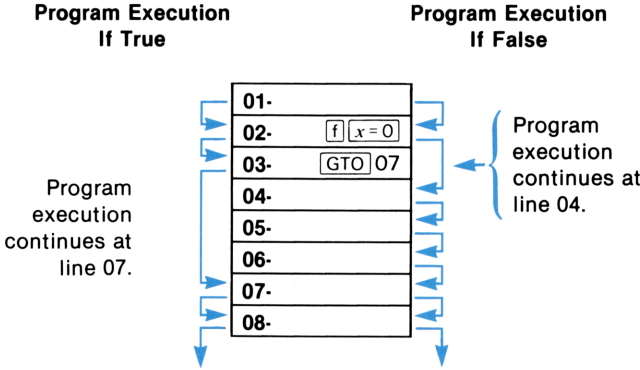 Program Execution
If True
Program Execution
If False
01-
02- f x = 0
03- GTO 07
04-
05-
06-
07-
08-
Program
execution
continues at
line 07.
Program
execution
continues at
line 04.